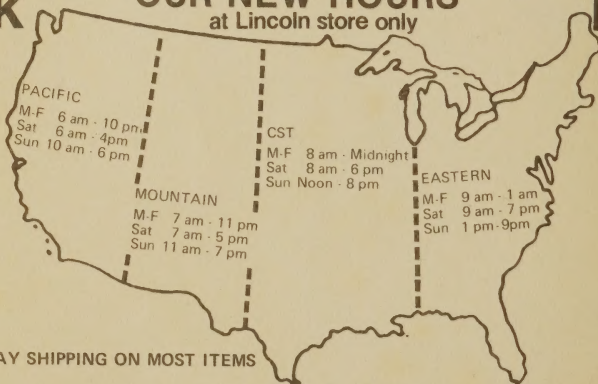 OUR NEW HOURS
at Lincoln store only
PACIFIC
M-F 6 am - 10 pm
Sat 6 am - 4pm
Sun 10 am - 6 pm
MOUNTAIN
M-F 7 am - 11 pm
Sat 7 am - 5 pm
Sun 11 am - 7 pm
CST
M-F 8 am - Midnight
Sat 8 am - 6 pm
Sun Noon - 8 pm
EASTERN
M-F 9 am - 1 am
Sat 9 am - 7 pm
Sun 1 pm-9pm
SHIPPING ON MOST ITEMS